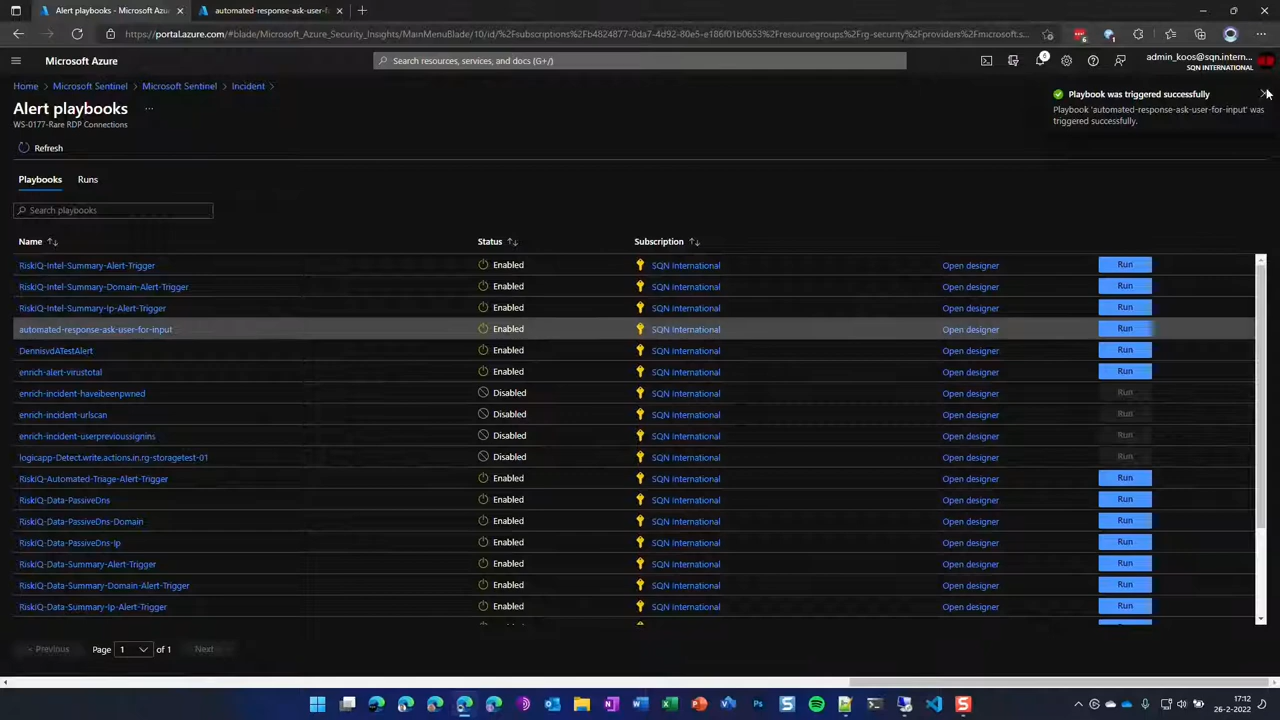 Alert playbooks - Microsoft Azu
automated-response-ask-user-f
https://portal.azure.com/#blade/Microsoft_Azure_Security_Insights/MainMenuBlade/10/id/%2Fsubscriptions%2Fb4824877-0da7-4d92-80e5-e186f01b0653%2Fresourcegroups%2Frg-security%2Fproviders%2Fmicrosoft.s...
Microsoft Azure
Search resources, services, and docs (G+/)
admin_koos@sqn.intern...
SQN INTERNATIONAL
Home > Microsoft Sentinel > Microsoft Sentinel > Incident >
Alert playbooks ...
WS-0177-Rare RDP Connections
Playbook was triggered successfully
Playbook 'automated-response-ask-user-for-input' was
triggered successfully.
Refresh
Playbooks Runs
Search playbooks
Name Status Subscription
RiskiQ-Intel-Summary-Alert-Trigger Enabled SQN International Open designer Run
RiskiQ-Intel-Summary-Domain-Alert-Trigger Enabled SQN International Open designer Run
RiskiQ-Intel-Summary-Ip-Alert-Trigger Enabled SQN International Open designer Run
automated-response-ask-user-for-input Enabled SQN International Open designer Run
DennisvdATestAlert Enabled SQN International Open designer Run
enrich-alert-virustotal Enabled SQN International Open designer Run
enrich-incident-haveibeenpwned Disabled SQN International Open designer Run
enrich-incident-urlscan Disabled SQN International Open designer Run
enrich-incident-userprevioussignins Disabled SQN International Open designer Run
logicapp-Detect.write.actions.in.rg-storagetest-01 Disabled SQN International Open designer Run
RiskiQ-Automated-Triage-Alert-Trigger Enabled SQN International Open designer Run
RiskiQ-Data-PassiveDns Enabled SQN International Open designer Run
RiskiQ-Data-PassiveDns-Domain Enabled SQN International Open designer Run
RiskiQ-Data-PassiveDns-Ip Enabled SQN International Open designer Run
RiskiQ-Data-Summary-Alert-Trigger Enabled SQN International Open designer Run
RiskiQ-Data-Summary-Domain-Alert-Trigger Enabled SQN International Open designer Run
RiskiQ-Data-Summary-Ip-Alert-Trigger Enabled SQN International Open designer Run
< Previous Page 1 of 1 Next >
17:12
26-2-2022